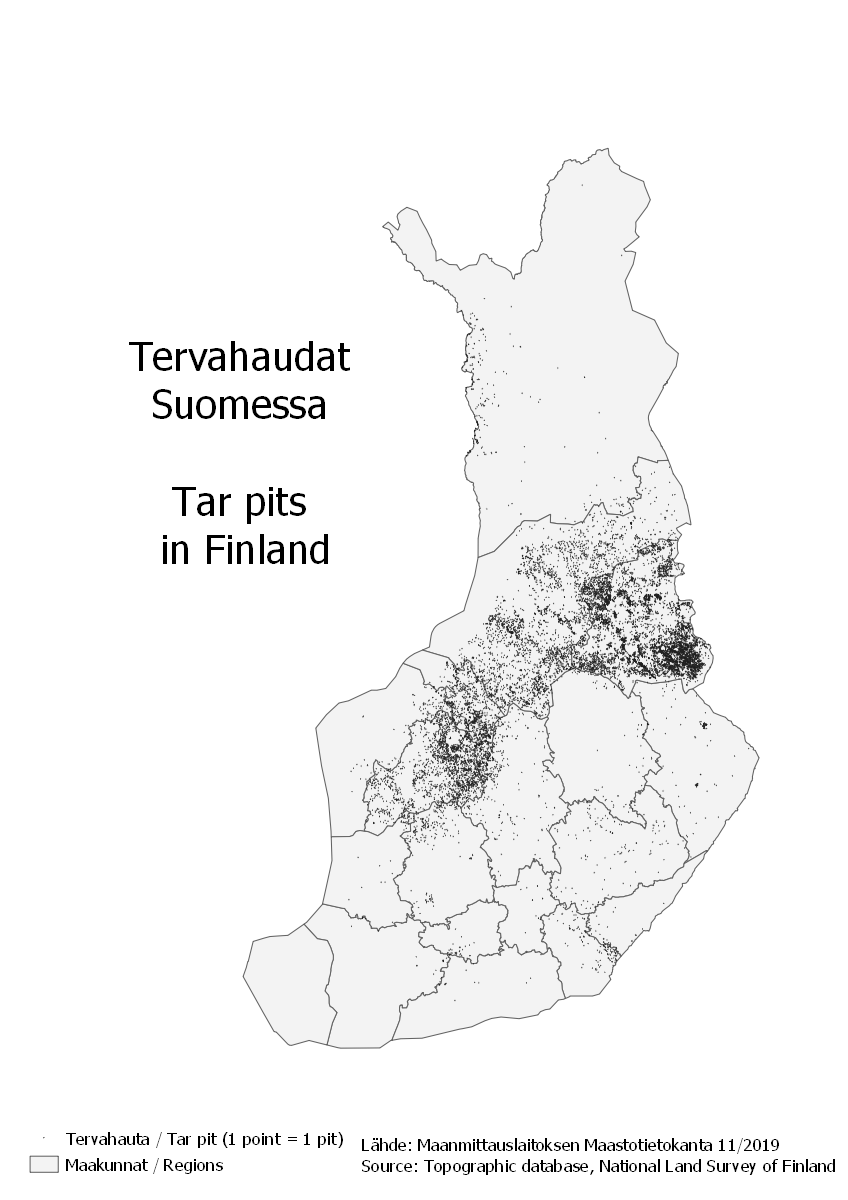 Tervahaudat
Suomessa
Tar pits
in Finland
Tervahauta / Tar pit (1 point = 1 pit)
Maakunnat / Regions
Lähde: Maanmittauslaitoksen Maastotietokanta 11/2019
Source: Topographic database, National Land Survey of Finland